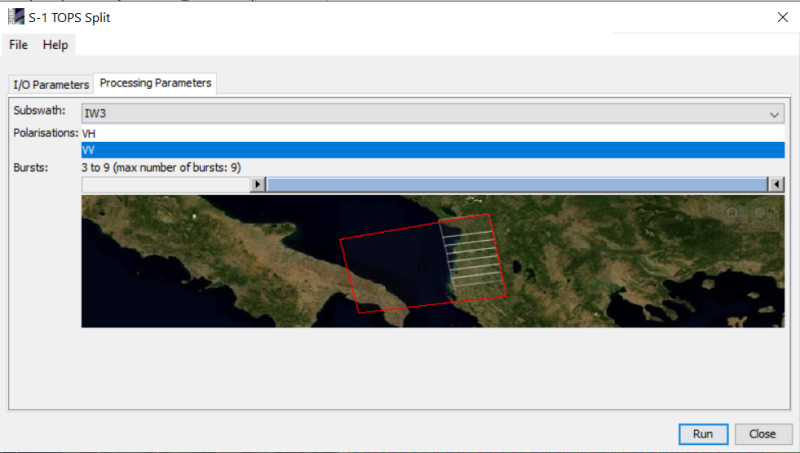 S-1 TOPS Split
File Help
I/O Parameters Processing Parameters
Subswath: IW3
Polarisations: VH
VV
Bursts: 3 to 9 (max number of bursts: 9)
Run Close